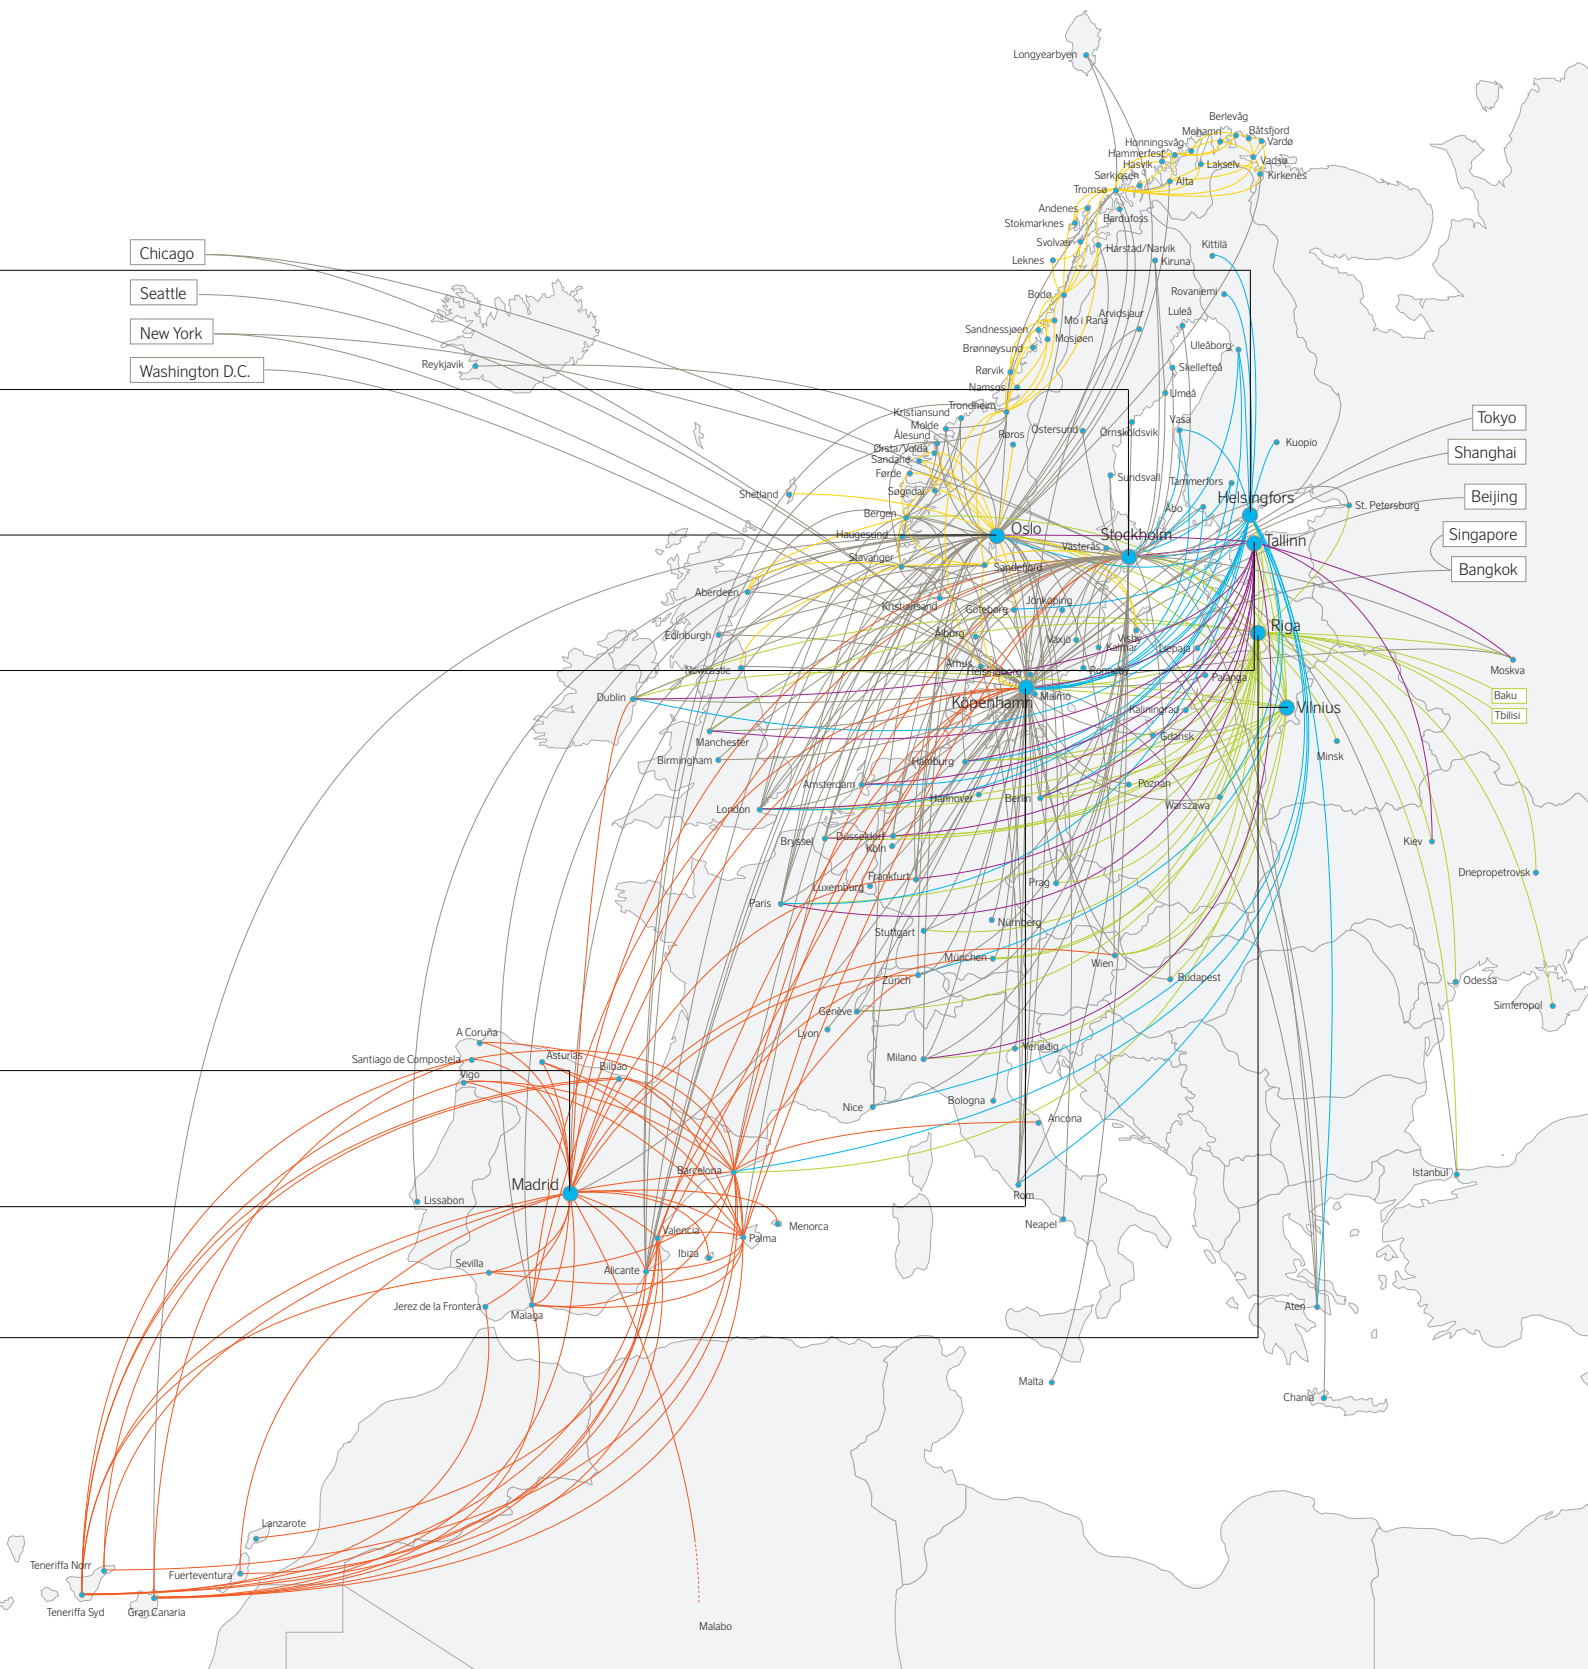 Longyearbyen
Berlevåg
Mehamn
Båtsfjord
Vardø
Honningsvåg
Hammerfest
Hasvik
Lakselv
Vadsø
Kirkenes
Sørkjosen
Alta
Tromsø
Andenes
Bardufoss
Stokmarknes
Svolvær
Harstad/Narvik
Kittilä
Chicago
Leknes
Kiruna
Seattle
Bodø
Rovaniemi
Mo i Rana
Arvidsjaur
Luleå
New York
Sandnessjøen
Mosjøen
Brønnøysund
Uleåborg
Reykjavik
Washington D.C.
Rørvik
Skellefteå
Namsos
Umeå
Trondheim
Kristiansund
Molde
Tokyo
Ålesund
Røros
Östersund
Örnsköldsvik
Vasa
Kuopio
Ørsta/Volda
Sandane
Shanghai
Førde
Sundsvall
Tammerfors
Shetland
Søgndal
Helsingfors
Beijing
Bergen
Åbo
St. Petersburg
Haugesund
Oslo
Stockholm
Singapore
Västerås
Tallinn
Stavanger
Sandefjord
Bangkok
Aberdeen
Kristiansand
Göteborg
Jönköping
Edinburgh
Ålborg
Växjö
Visby
Riga
Kalmar
Liepaja
Newcastle
Århus
Helsingborg
Ronneby
Moskva
Palanga
Dublin
Köpenhamn
Malmö
Baku
Kaliningrad
Vilnius
Tbilisi
Manchester
Gdansk
Birmingham
Hamburg
Minsk
Amsterdam
Hannover
Berlin
Poznan
London
Warszawa
Bryssel
Düsseldorf
Köln
Kiev
Luxemburg
Frankfurt
Prag
Dnepropetrovsk
Paris
Nürnberg
Stuttgart
München
Wien
Zürich
Budapest
Odessa
Simferopol
Genève
Lyon
A Coruña
Santiago de Compostela
Asturias
Bilbao
Vigo
Milano
Venedig
Nice
Bologna
Ancona
Barcelona
Istanbul
Madrid
Lissabon
Rom
Neapel
Menorca
Valencia
Palma
Ibiza
Sevilla
Alicante
Jerez de la Frontera
Malaga
Aten
Malta
Chania
Lanzarote
Teneriffa Norr
Fuerteventura
Teneriffa Syd
Gran Canaria
Malabo